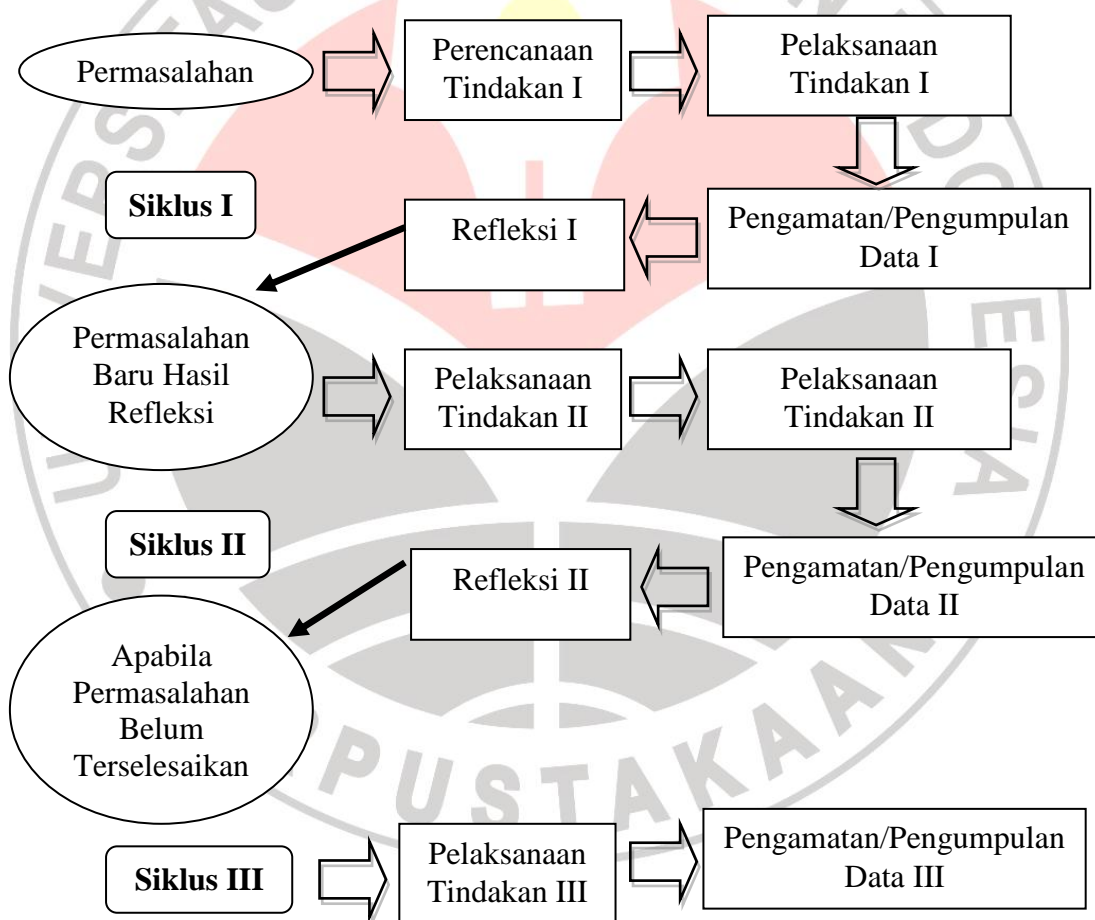 Permasalahan
Perencanaan
Tindakan I
Pelaksanaan
Tindakan I
Siklus I
Refleksi I
Pengamatan/Pengumpulan
Data I
Permasalahan
Baru Hasil
Refleksi
Pelaksanaan
Tindakan II
Pelaksanaan
Tindakan II
Siklus II
Refleksi II
Pengamatan/Pengumpulan
Data II
Apabila
Permasalahan
Belum
Terselesaikan
Siklus III
Pelaksanaan
Tindakan III
Pengamatan/Pengumpulan
Data III